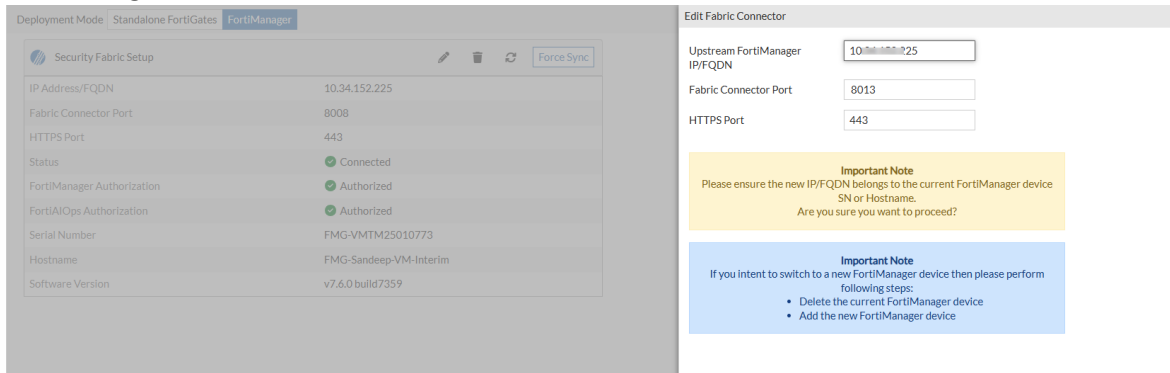 Deployment Mode Standalone FortiGates FortiManager
Security Fabric Setup Force Sync
IP Address/FQDN 10.34.152.225
Fabric Connector Port 8008
HTTPS Port 443
Status Connected
FortiManager Authorization Authorized
FortiAIOps Authorization Authorized
Serial Number FMG-VMTM25010773
Hostname FMG-Sandeep-VM-Interim
Software Version v7.6.0 build7359
Edit Fabric Connector
Upstream FortiManager
IP/FQDN
Fabric Connector Port 8013
HTTPS Port 443
Important Note
Please ensure the new IP/FQDN belongs to the current FortiManager device
SN or Hostname.
Are you sure you want to proceed?
Important Note
If you intent to switch to a new FortiManager device then please perform
following steps:
• Delete the current FortiManager device
• Add the new FortiManager device